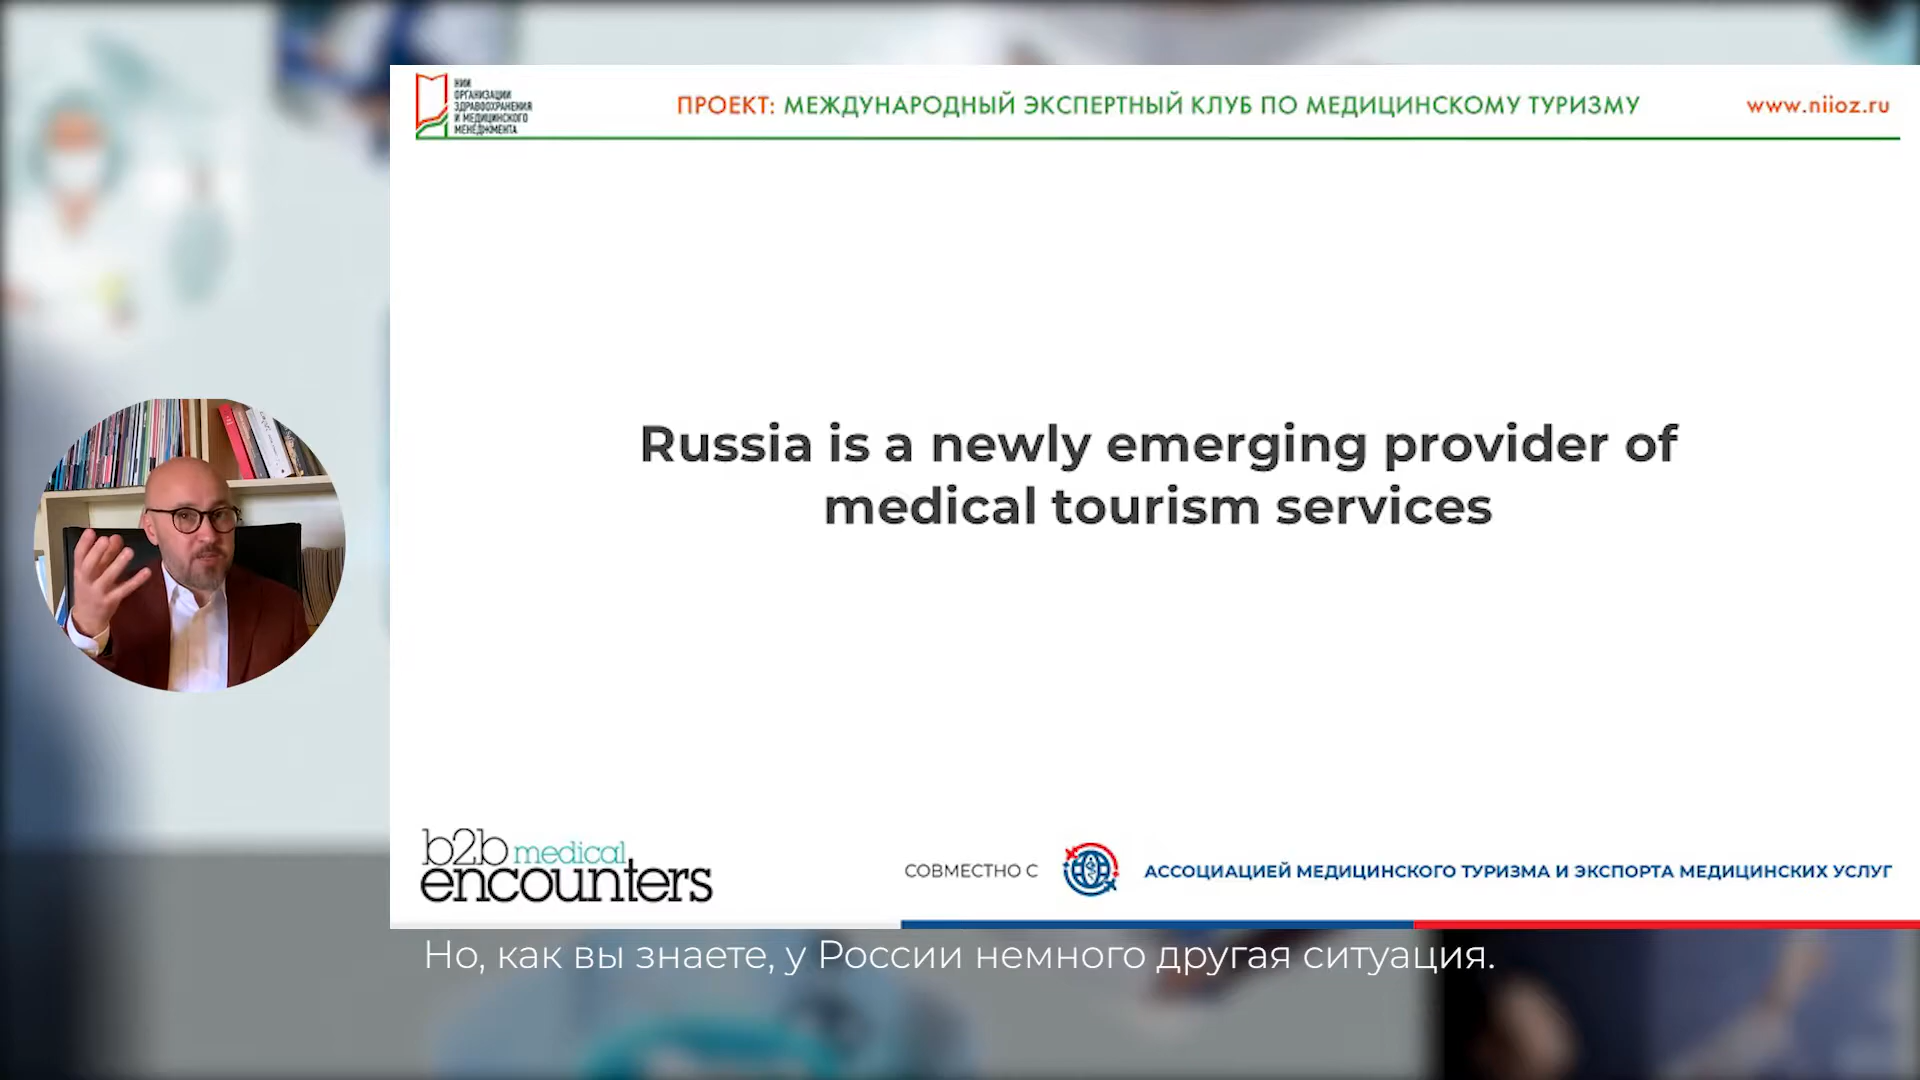 НИИ
ОРГАНИЗАЦИИ
ЗДРАВООХРАНЕНИЯ
И МЕДИЦИНСКОГО
МЕНЕДЖМЕНТА
ПРОЕКТ: МЕЖДУНАРОДНЫЙ ЭКСПЕРТНЫЙ КЛУБ ПО МЕДИЦИНСКОМУ ТУРИЗМУ
www.niioz.ru
Russia is a newly emerging provider of
medical tourism services
b2b medical
encounters
СОВМЕСТНО С
АССОЦИАЦИЕЙ МЕДИЦИНСКОГО ТУРИЗМА И ЭКСПОРТА МЕДИЦИНСКИХ УСЛУГ
Но, как вы знаете, у России немного другая ситуация.